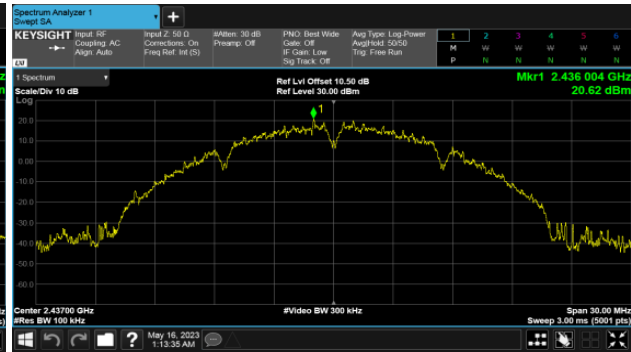 Spectrum Analyzer 1
Swept SA
+
KEYSIGHT Input: RF Input Z: 50 Ω #Atten: 30 dB PNO: Best Wide Avg Type: Log-Power 1 2 3 4 5 6
Coupling: AC Corrections: On Preamp: Off Gate: Off Avg|Hold: 50/50 M W W W W W
Align: Auto Freq Ref: Int (S) IF Gain: Low Trig: Free Run P N N N N N
Sig Track: Off
LXI
1 Spectrum Ref Lvl Offset 10.50 dB Mkr1 2.436 004 GHz
Scale/Div 10 dB Ref Level 30.00 dBm 20.62 dBm
Log
1
20.0
10.0
0.00
-10.0
-20.0
-30.0
-40.0
-50.0
-60.0
Center 2.43700 GHz #Video BW 300 kHz Span 30.00 MHz
#Res BW 100 kHz Sweep 3.00 ms (5001 pts)
? May 16, 2023
1:13:35 AM